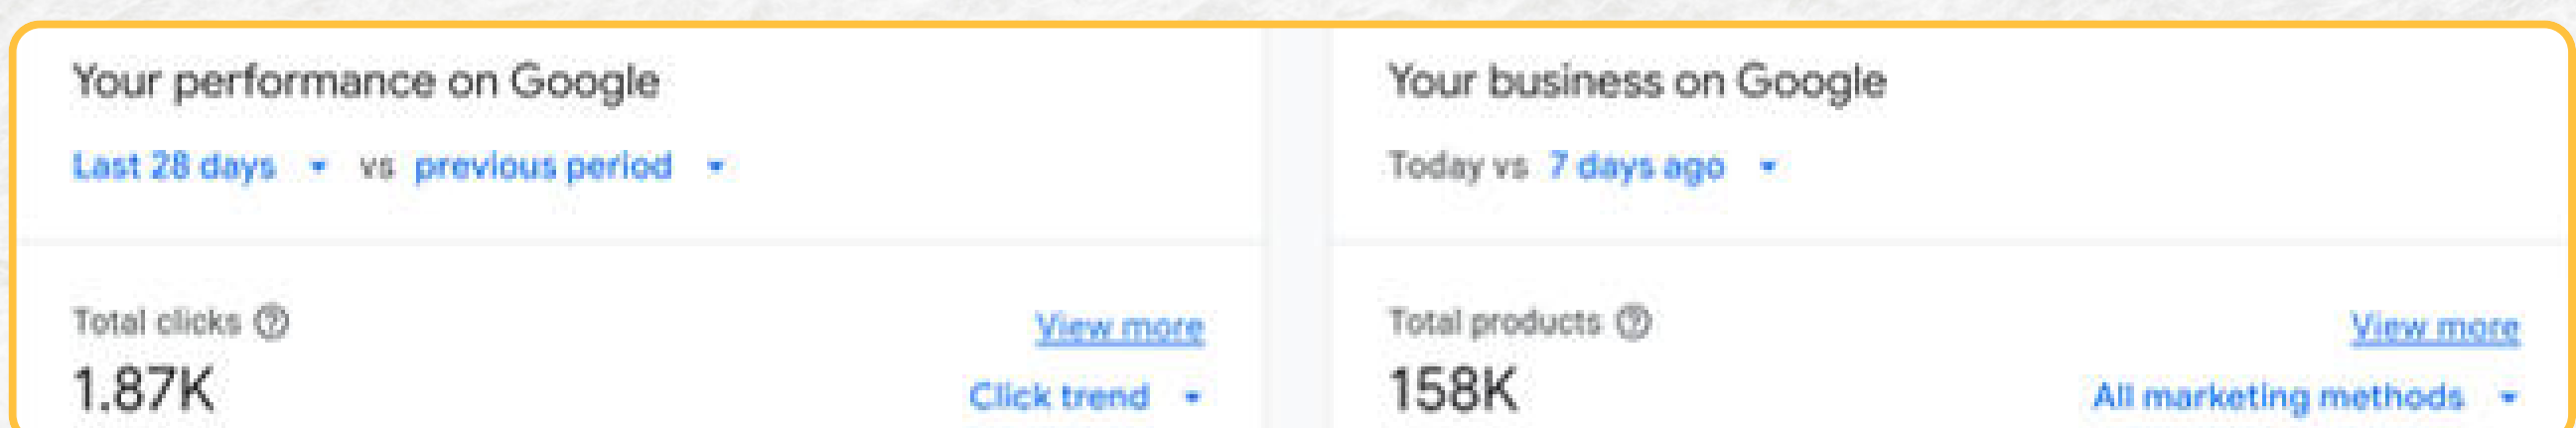 Your performance on Google
Last 28 days vs previous period
Total clicks
View more
1.87K
Click trend
Your business on Google
Today vs 7 days ago
Total products
View more
158K
All marketing methods